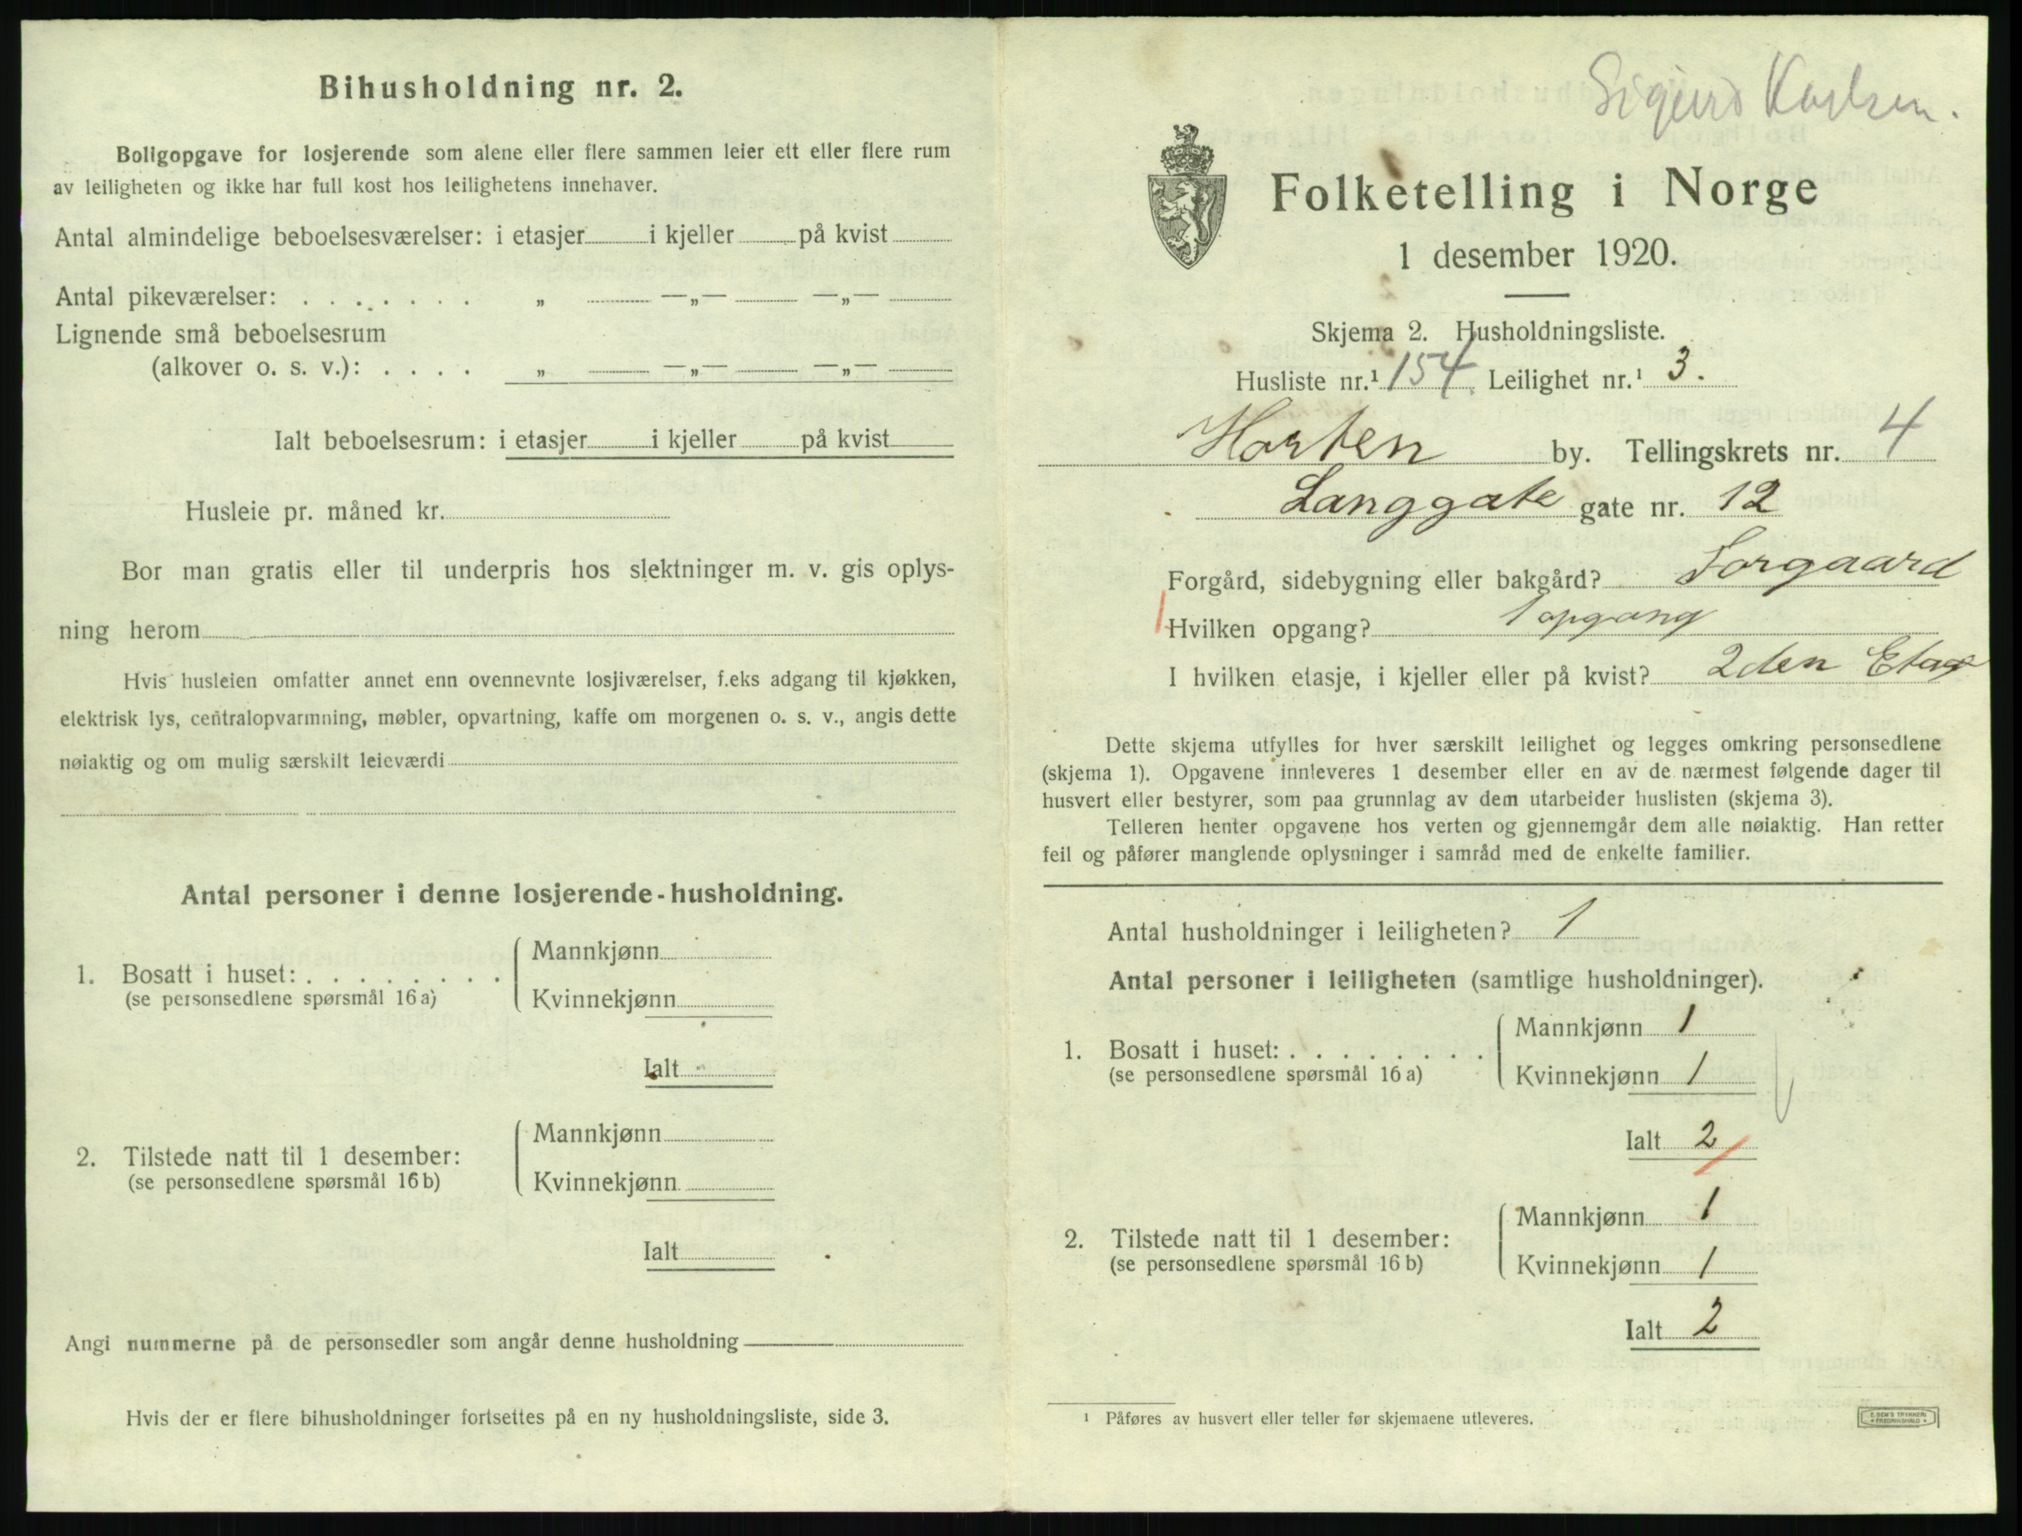 Bihusholdning nr. 2.
Boligopgave for losjerende som alene eller flere sammen leier ett eller flere rum
av leiligheten og ikke har full kost hos leilighetens innehaver.
Antal almindelige beboelsesværelser: i etasjer i kjeller på kvist
Antal pikeværelser: . . . . . . . „ —„— —„—
Lignende små beboelsesrum
(alkover o. s. v.): . . . . „ —„— —„—
Ialt beboelsesrum: i etasjer i kjeller på kvist
Husleie pr. måned kr.
Bor man gratis eller til underpris hos slektninger m. v. gis oplys-
ning herom
Hvis husleien omfatter annet enn ovennevnte losjiværelser, f.eks adgang til kjøkken,
elektrisk lys, centralopvarmning, møbler, opvartning, kaffe om morgenen o. s. v., angis dette
nøiaktig og om mulig særskilt leieværdi
Antal personer i denne losjerende-husholdning.
1. Bosatt i huset: . . . . . . . .
(se personsedlene spørsmål 16 a)
Mannkjønn
Kvinnekjønn
Ialt
2. Tilstede natt til 1 desember:
(se personsedlene spørsmål 16 b)
Mannkjønn
Kvinnekjønn
Ialt
Angi nummerne på de personsedler som angår denne husholdning
Hvis der er flere bihusholdninger fortsettes på en ny husholdningsliste, side 3.
Sigurd Karlsen.
Folketelling i Norge
1 desember 1920.
Skjema 2. Husholdningsliste.
Husliste nr.¹ 154 Leilighet nr.¹ 3.
Horten by. Tellingskrets nr. 4
Langgate gate nr. 12
Forgård, sidebygning eller bakgård? Forgaard
Hvilken opgang? 1 opgang
I hvilken etasje, i kjeller eller på kvist? 2den Etag
Dette skjema utfylles for hver særskilt leilighet og legges omkring personsedlene
(skjema 1). Opgavene innleveres 1 desember eller en av de nærmest følgende dager til
husvert eller bestyrer, som paa grunnlag av dem utarbeider huslisten (skjema 3).
Telleren henter opgavene hos verten og gjennemgår dem alle nøiaktig. Han retter
feil og påfører manglende oplysninger i samråd med de enkelte familier.
Antal husholdninger i leiligheten? 1
Antal personer i leiligheten (samtlige husholdninger).
1. Bosatt i huset: . . . . . . . .
(se personsedlene spørsmål 16 a)
Mannkjønn 1
Kvinnekjønn 1
Ialt 2
2. Tilstede natt til 1 desember:
(se personsedlene spørsmål 16 b)
Mannkjønn 1
Kvinnekjønn 1
Ialt 2
¹ Påføres av husvert eller teller før skjemaene utleveres.
E. SEM'S TRYKKERI
FREDRIKSHALD